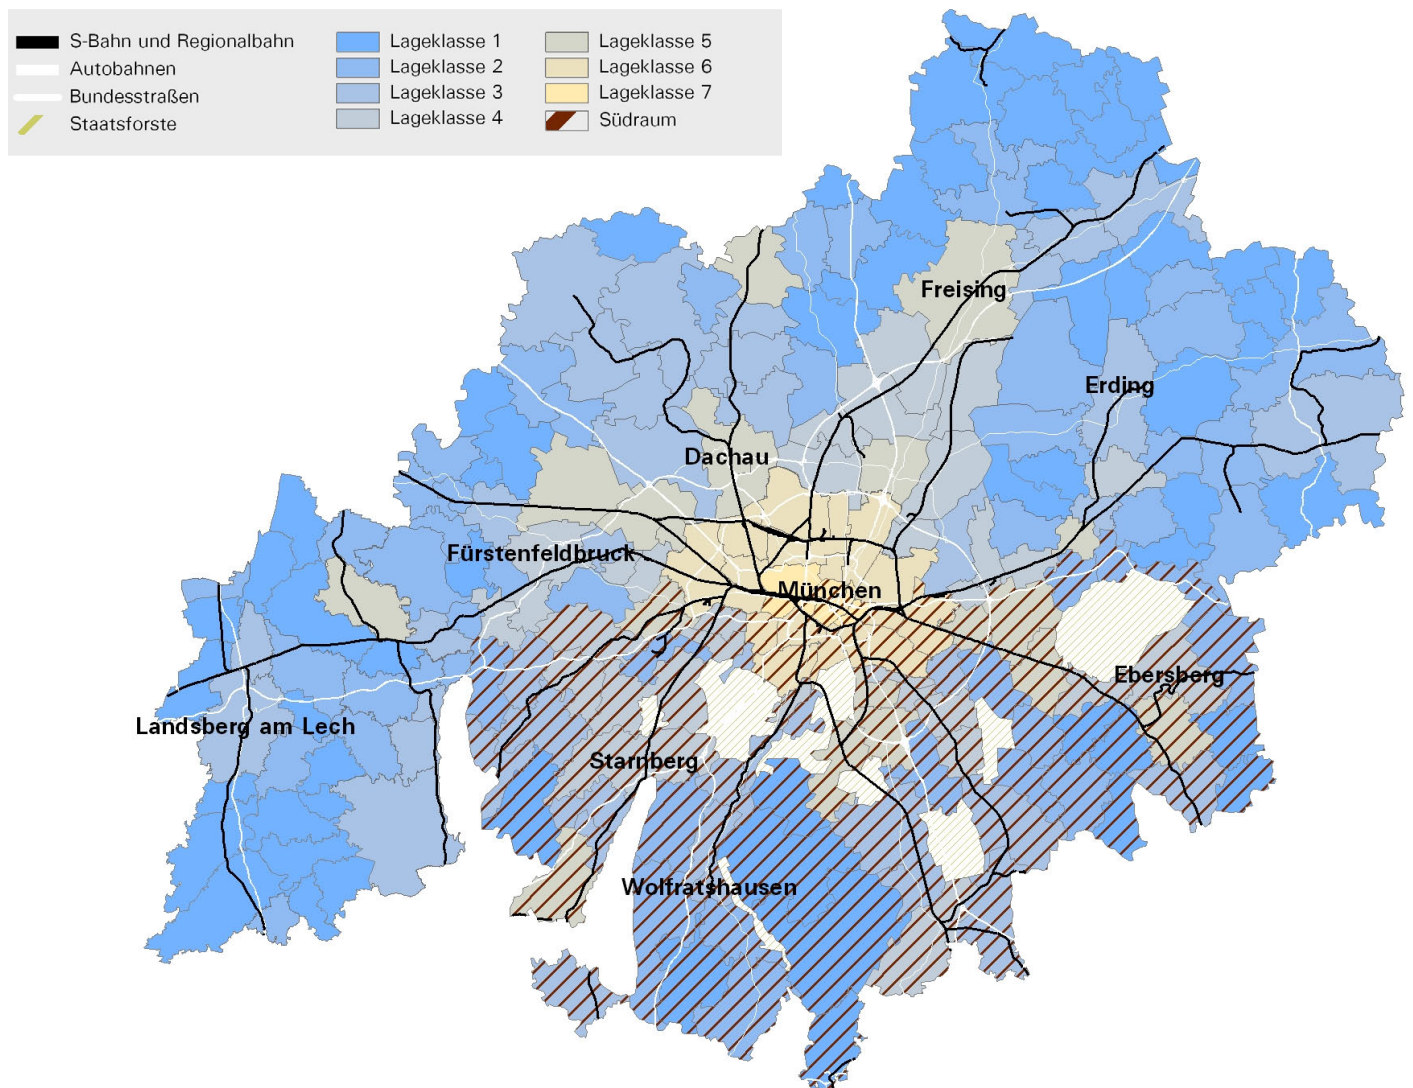 S-Bahn und Regionalbahn
Autobahnen
Bundesstraßen
Staatsforste
Lageklasse 1
Lageklasse 2
Lageklasse 3
Lageklasse 4
Lageklasse 5
Lageklasse 6
Lageklasse 7
Südraum
Freising
Erding
Dachau
Fürstenfeldbruck
München
Ebersberg
Landsberg am Lech
Starnberg
Wolfratshausen